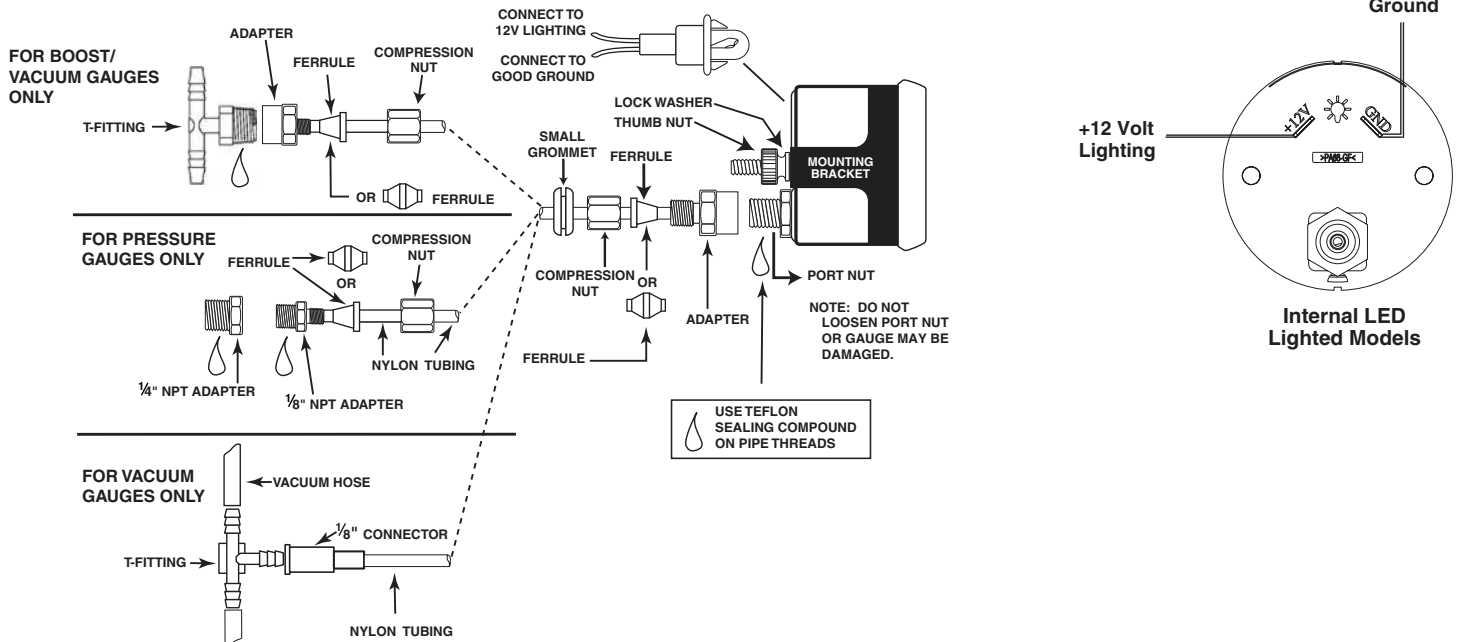 FOR BOOST/
VACUUM GAUGES
ONLY
ADAPTER
FERRULE
COMPRESSION
NUT
T-FITTING
OR
FERRULE
CONNECT TO
12V LIGHTING
CONNECT TO
GOOD GROUND
LOCK WASHER
THUMB NUT
SMALL
GROMMET
FERRULE
MOUNTING
BRACKET
COMPRESSION
NUT
OR
ADAPTER
FERRULE
PORT NUT
NOTE: DO NOT
LOOSEN PORT NUT
OR GAUGE MAY BE
DAMAGED.
USE TEFLON
SEALING COMPOUND
ON PIPE THREADS
FOR PRESSURE
GAUGES ONLY
FERRULE
OR
COMPRESSION
NUT
NYLON TUBING
1/4" NPT ADAPTER
1/8" NPT ADAPTER
FOR VACUUM
GAUGES ONLY
VACUUM HOSE
1/8" CONNECTOR
T-FITTING
NYLON TUBING
Ground
+12 Volt
Lighting
+12V
GND
>PA66-GF<
Internal LED
Lighted Models